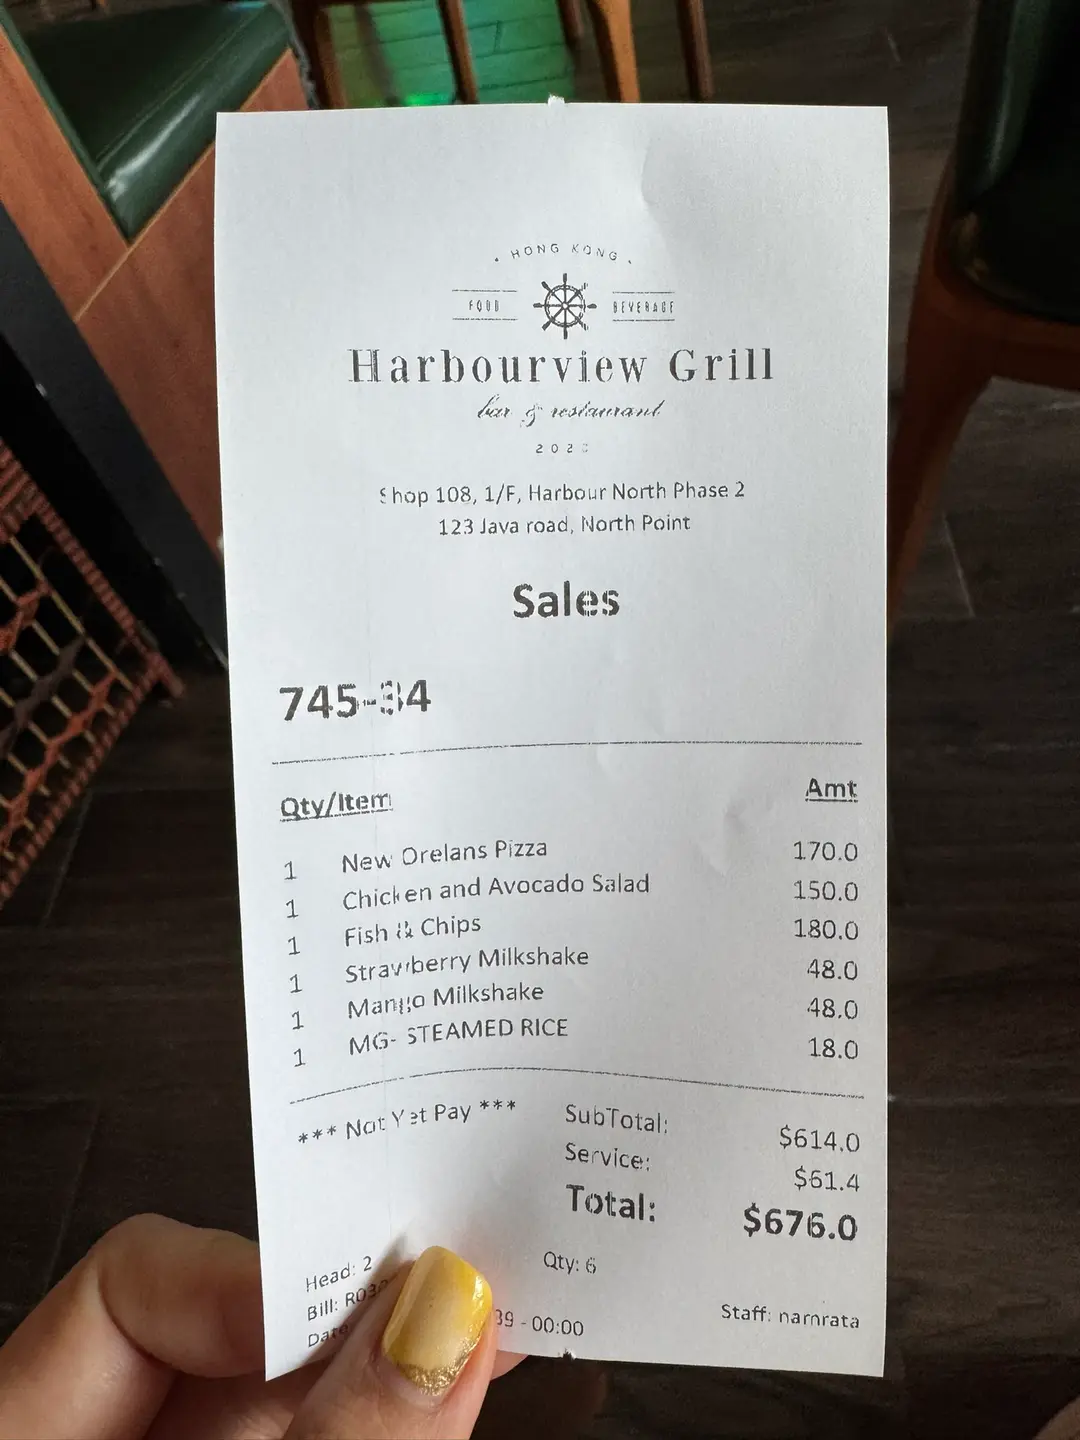 HONG KONG
FOOD BEVERAGE
Harbourview Grill
bar & restaurant
Shop 108, 1/F, Harbour North Phase 2
123 Java road, North Point
Sales
745-34
Qty/Item Amt
1 New Orelans Pizza 170.0
1 Chicken and Avocado Salad 150.0
1 Fish & Chips 180.0
1 Strawberry Milkshake 48.0
1 Mango Milkshake 48.0
1 MG- STEAMED RICE 18.0
*** Not Yet Pay *** SubTotal: $614.0
Service: $61.4
Total: $676.0
Head: 2 Qty: 6
Bill: Staff: narnrata
- 00:00